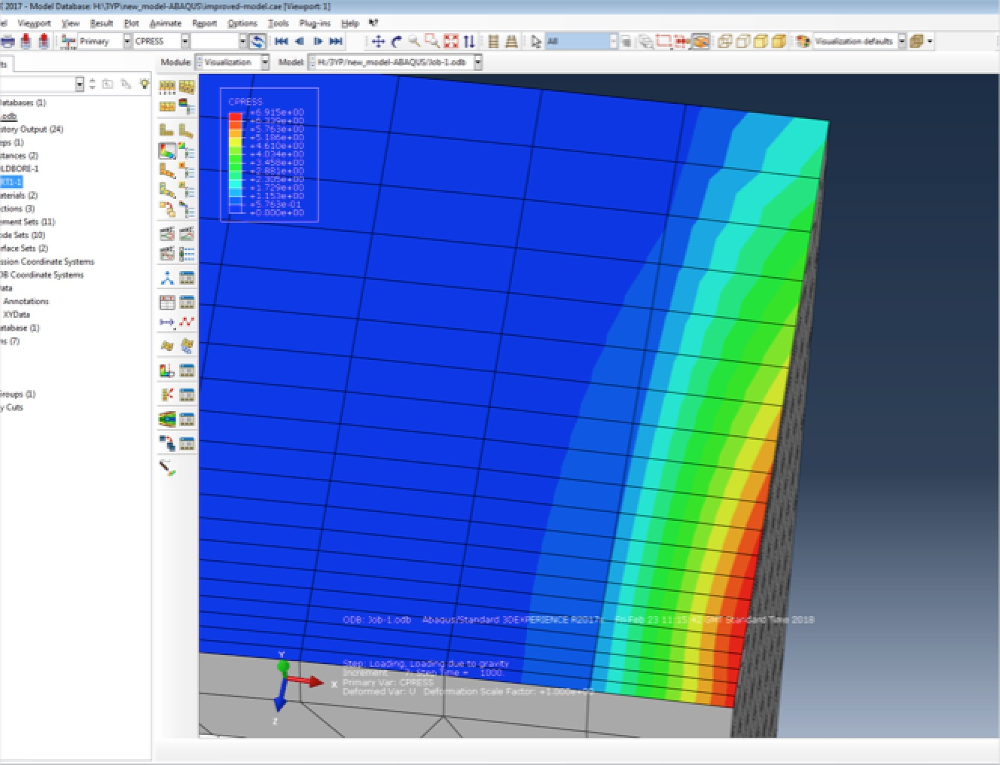 2017 - Model Database: H:\3YP\new_model-ABAQUS\improved-model.cae [Viewport: 1]
Viewport View Result Plot Animate Report Options Tools Plug-ins Help
Primary CPRESS All Visualization defaults
Module: Visualization Model: H:/3YP/new_model-ABAQUS/Job-1.odb
atabases (1)
.odb
story Output (24)
eps (1)
stances (2)
LDBORE-1
RT1-1
aterials (2)
ctions (3)
ement Sets (11)
ode Sets (10)
rface Sets (2)
ssion Coordinate Systems
DB Coordinate Systems
ata
Annotations
XYData
atabase (1)
ns (7)
Groups (1)
y Cuts
CPRESS
+6.915e+00
+6.339e+00
+5.763e+00
+5.186e+00
+4.610e+00
+4.034e+00
+3.458e+00
+2.881e+00
+2.305e+00
+1.729e+00
+1.153e+00
+5.763e-01
+0.000e+00
ODB: Job-1.odb Abaqus/Standard 3DEXPERIENCE R2017x Fri Feb 23 11:15:42 GMT Standard Time 2018
Y
X
Z
Step: Loading, Loading due to gravity
Increment 7: Step Time = 1000.
Primary Var: CPRESS
Deformed Var: U Deformation Scale Factor: +1.000e+00